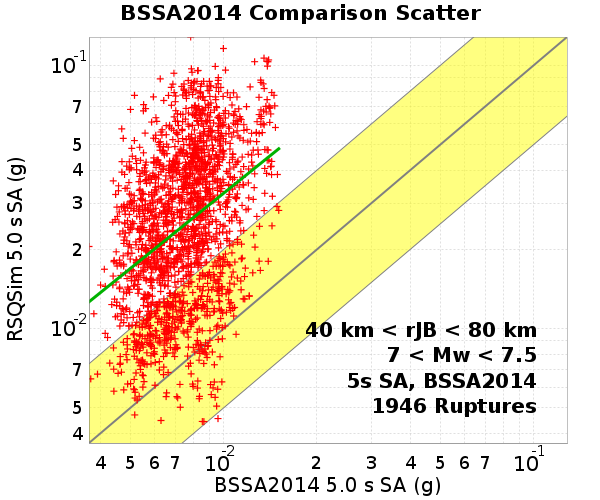 BSSA2014 Comparison Scatter
10^-1
7
5
4
3
2
10^-2
7
5
4
RSQSim 5.0 s SA (g)
40 km < rJB < 80 km
7 < Mw < 7.5
5s SA, BSSA2014
1946 Ruptures
4 5 6 7 10^-2 2 3 4 5 6 7 10^-1
BSSA2014 5.0 s SA (g)